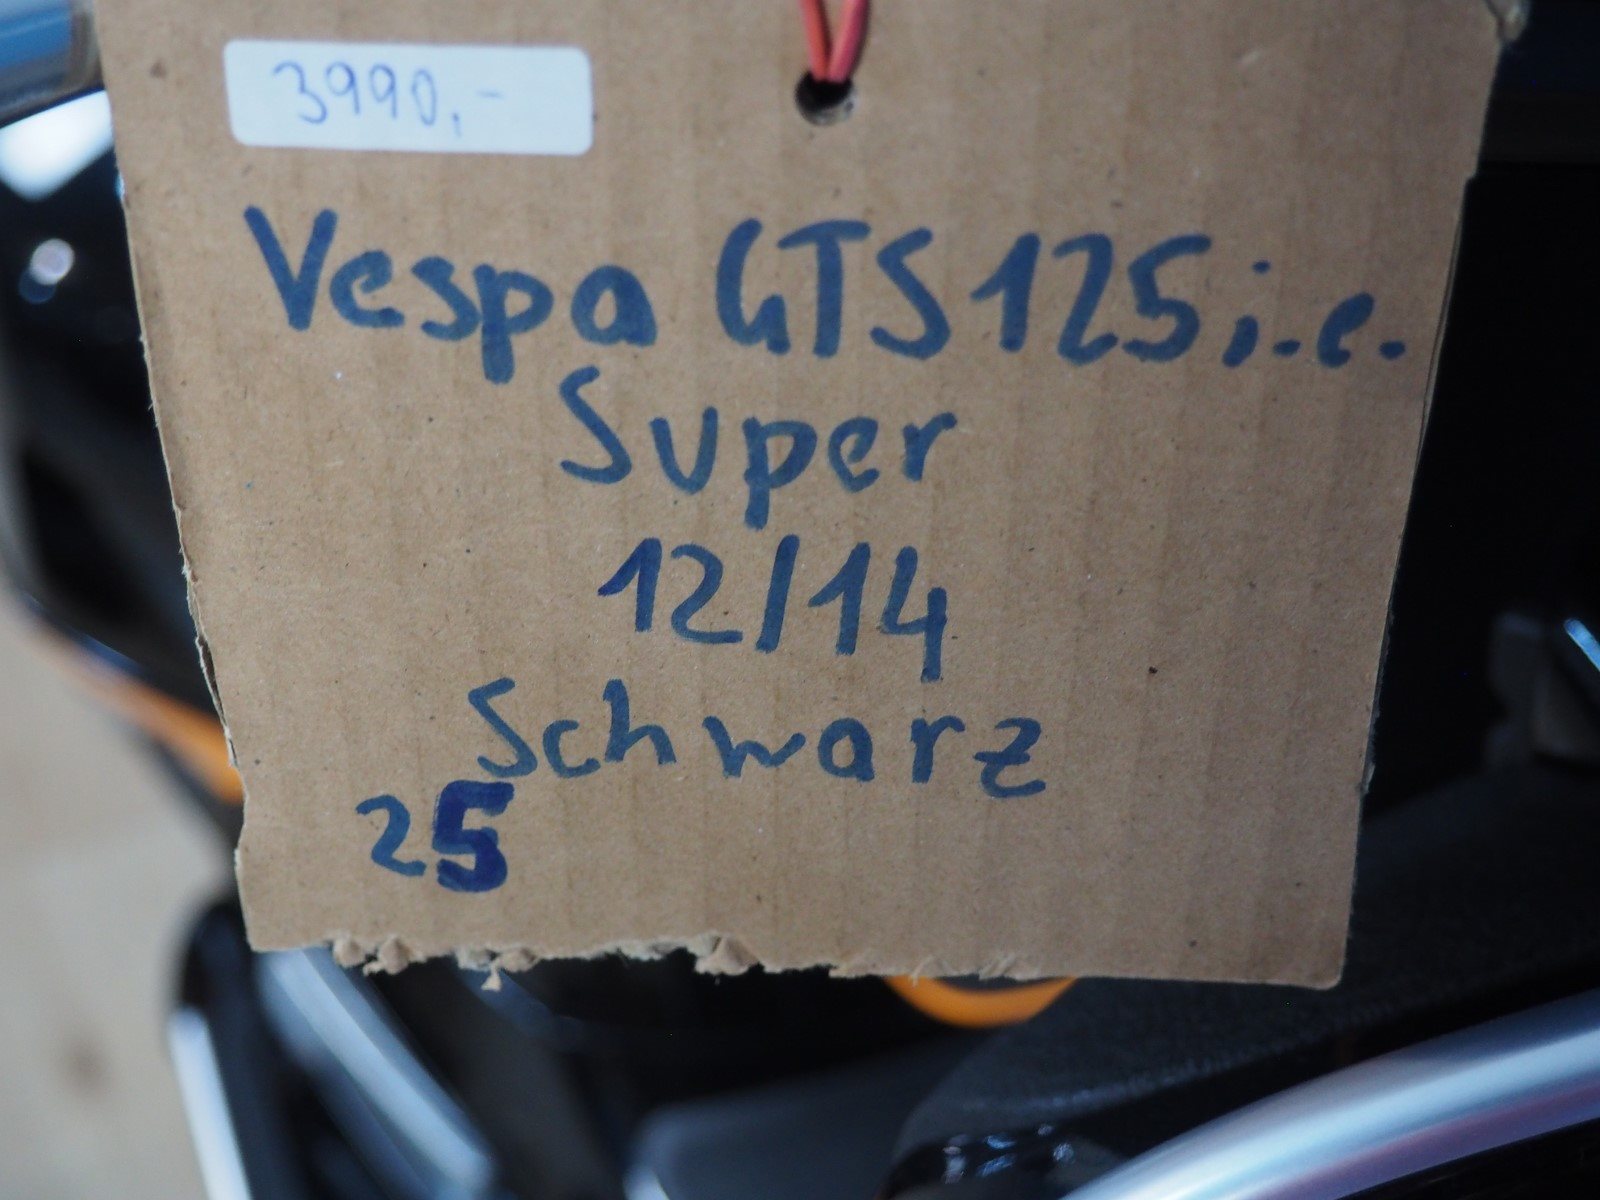 3990,-
Vespa GTS 125 i.e.
Super
12/14
Schwarz
25